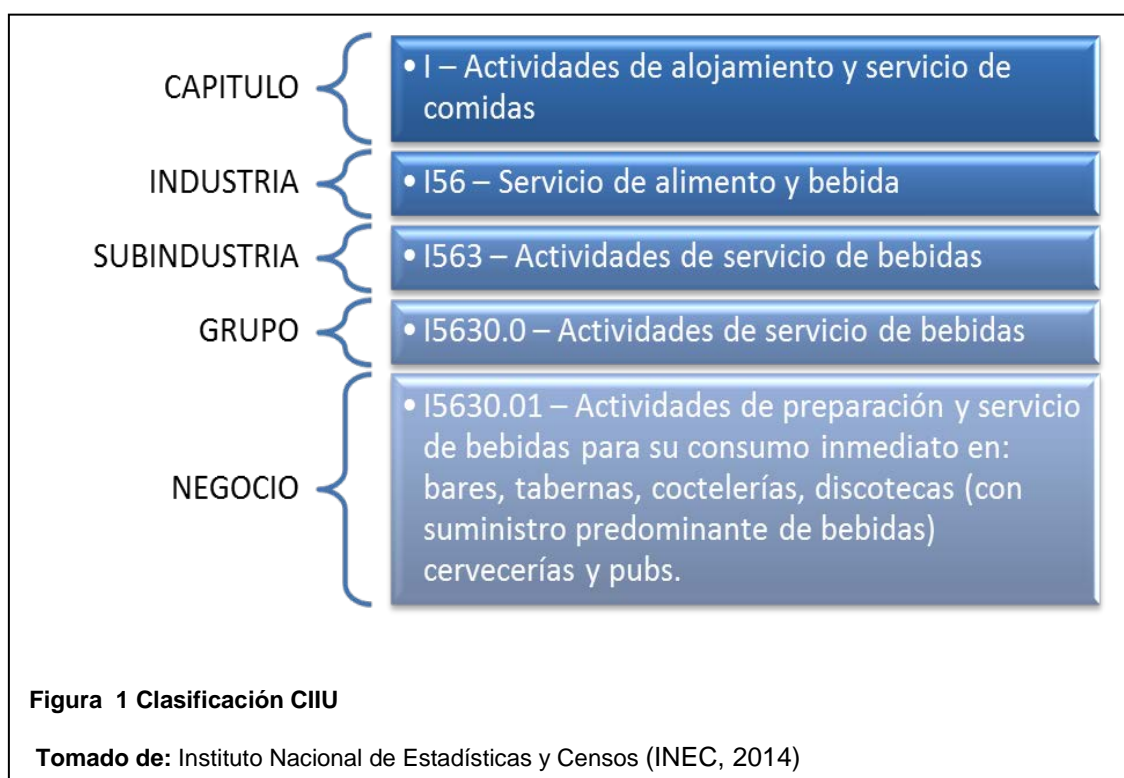 CAPITULO
• I – Actividades de alojamiento y servicio de
comidas
INDUSTRIA
• I56 – Servicio de alimento y bebida
SUBINDUSTRIA
• I563 – Actividades de servicio de bebidas
GRUPO
• I5630.0 – Actividades de servicio de bebidas
NEGOCIO
• I5630.01 – Actividades de preparación y servicio
de bebidas para su consumo inmediato en:
bares, tabernas, coctelerías, discotecas (con
suministro predominante de bebidas)
cervecerías y pubs.
Figura 1 Clasificación CIIU
Tomado de: Instituto Nacional de Estadísticas y Censos (INEC, 2014)